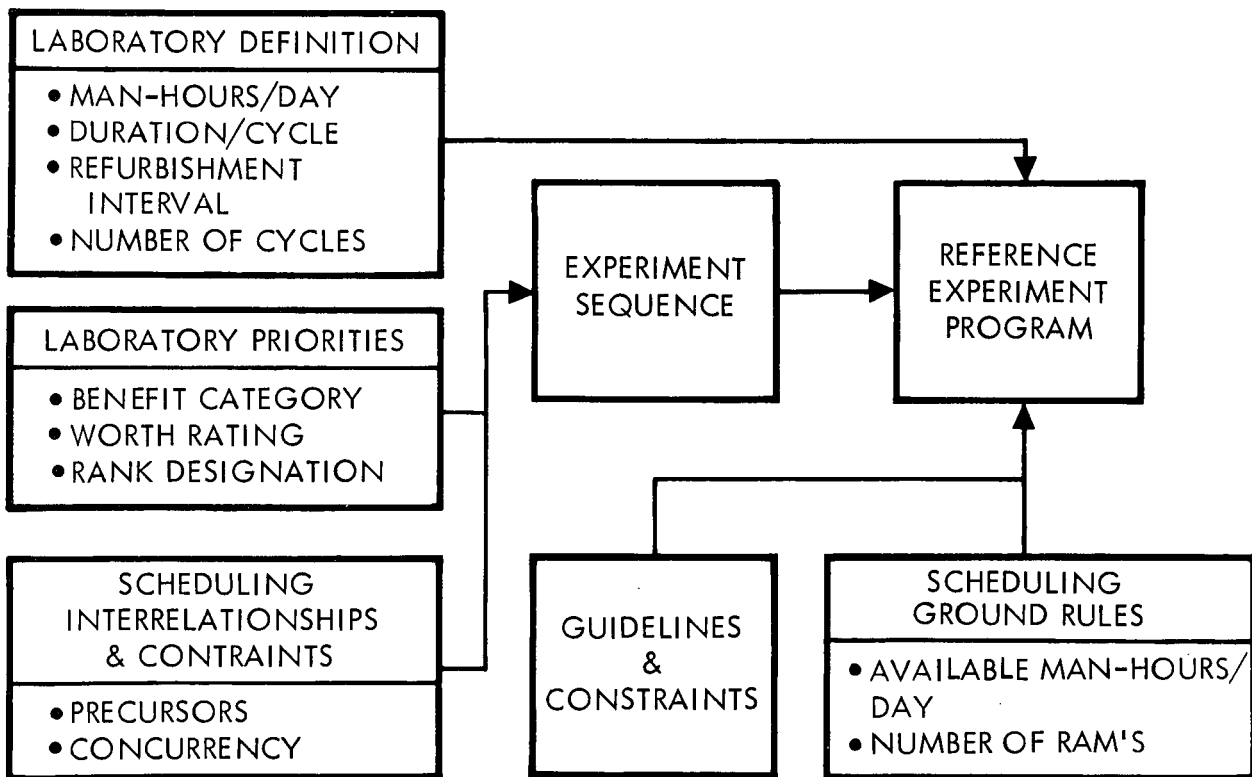 LABORATORY DEFINITION
• MAN-HOURS/DAY
• DURATION/CYCLE
• REFURBISHMENT
INTERVAL
• NUMBER OF CYCLES
LABORATORY PRIORITIES
• BENEFIT CATEGORY
• WORTH RATING
• RANK DESIGNATION
SCHEDULING
INTERRELATIONSHIPS
& CONTRAINTS
• PRECURSORS
• CONCURRENCY
EXPERIMENT
SEQUENCE
REFERENCE
EXPERIMENT
PROGRAM
GUIDELINES
&
CONSTRAINTS
SCHEDULING
GROUND RULES
• AVAILABLE MAN-HOURS/
DAY
• NUMBER OF RAM'S